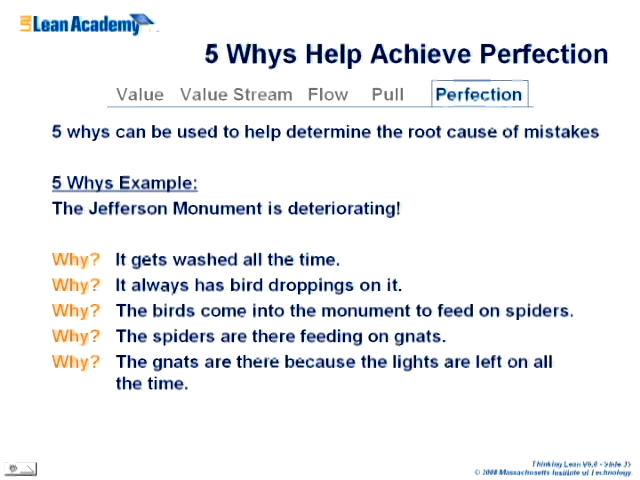 LAI Lean Academy
5 Whys Help Achieve Perfection
Value Value Stream Flow Pull Perfection
5 whys can be used to help determine the root cause of mistakes
5 Whys Example:
The Jefferson Monument is deteriorating!
Why? It gets washed all the time.
Why? It always has bird droppings on it.
Why? The birds come into the monument to feed on spiders.
Why? The spiders are there feeding on gnats.
Why? The gnats are there because the lights are left on all
the time.
Thinking Lean - Slide
© 2008 Massachusetts Institute of Technology